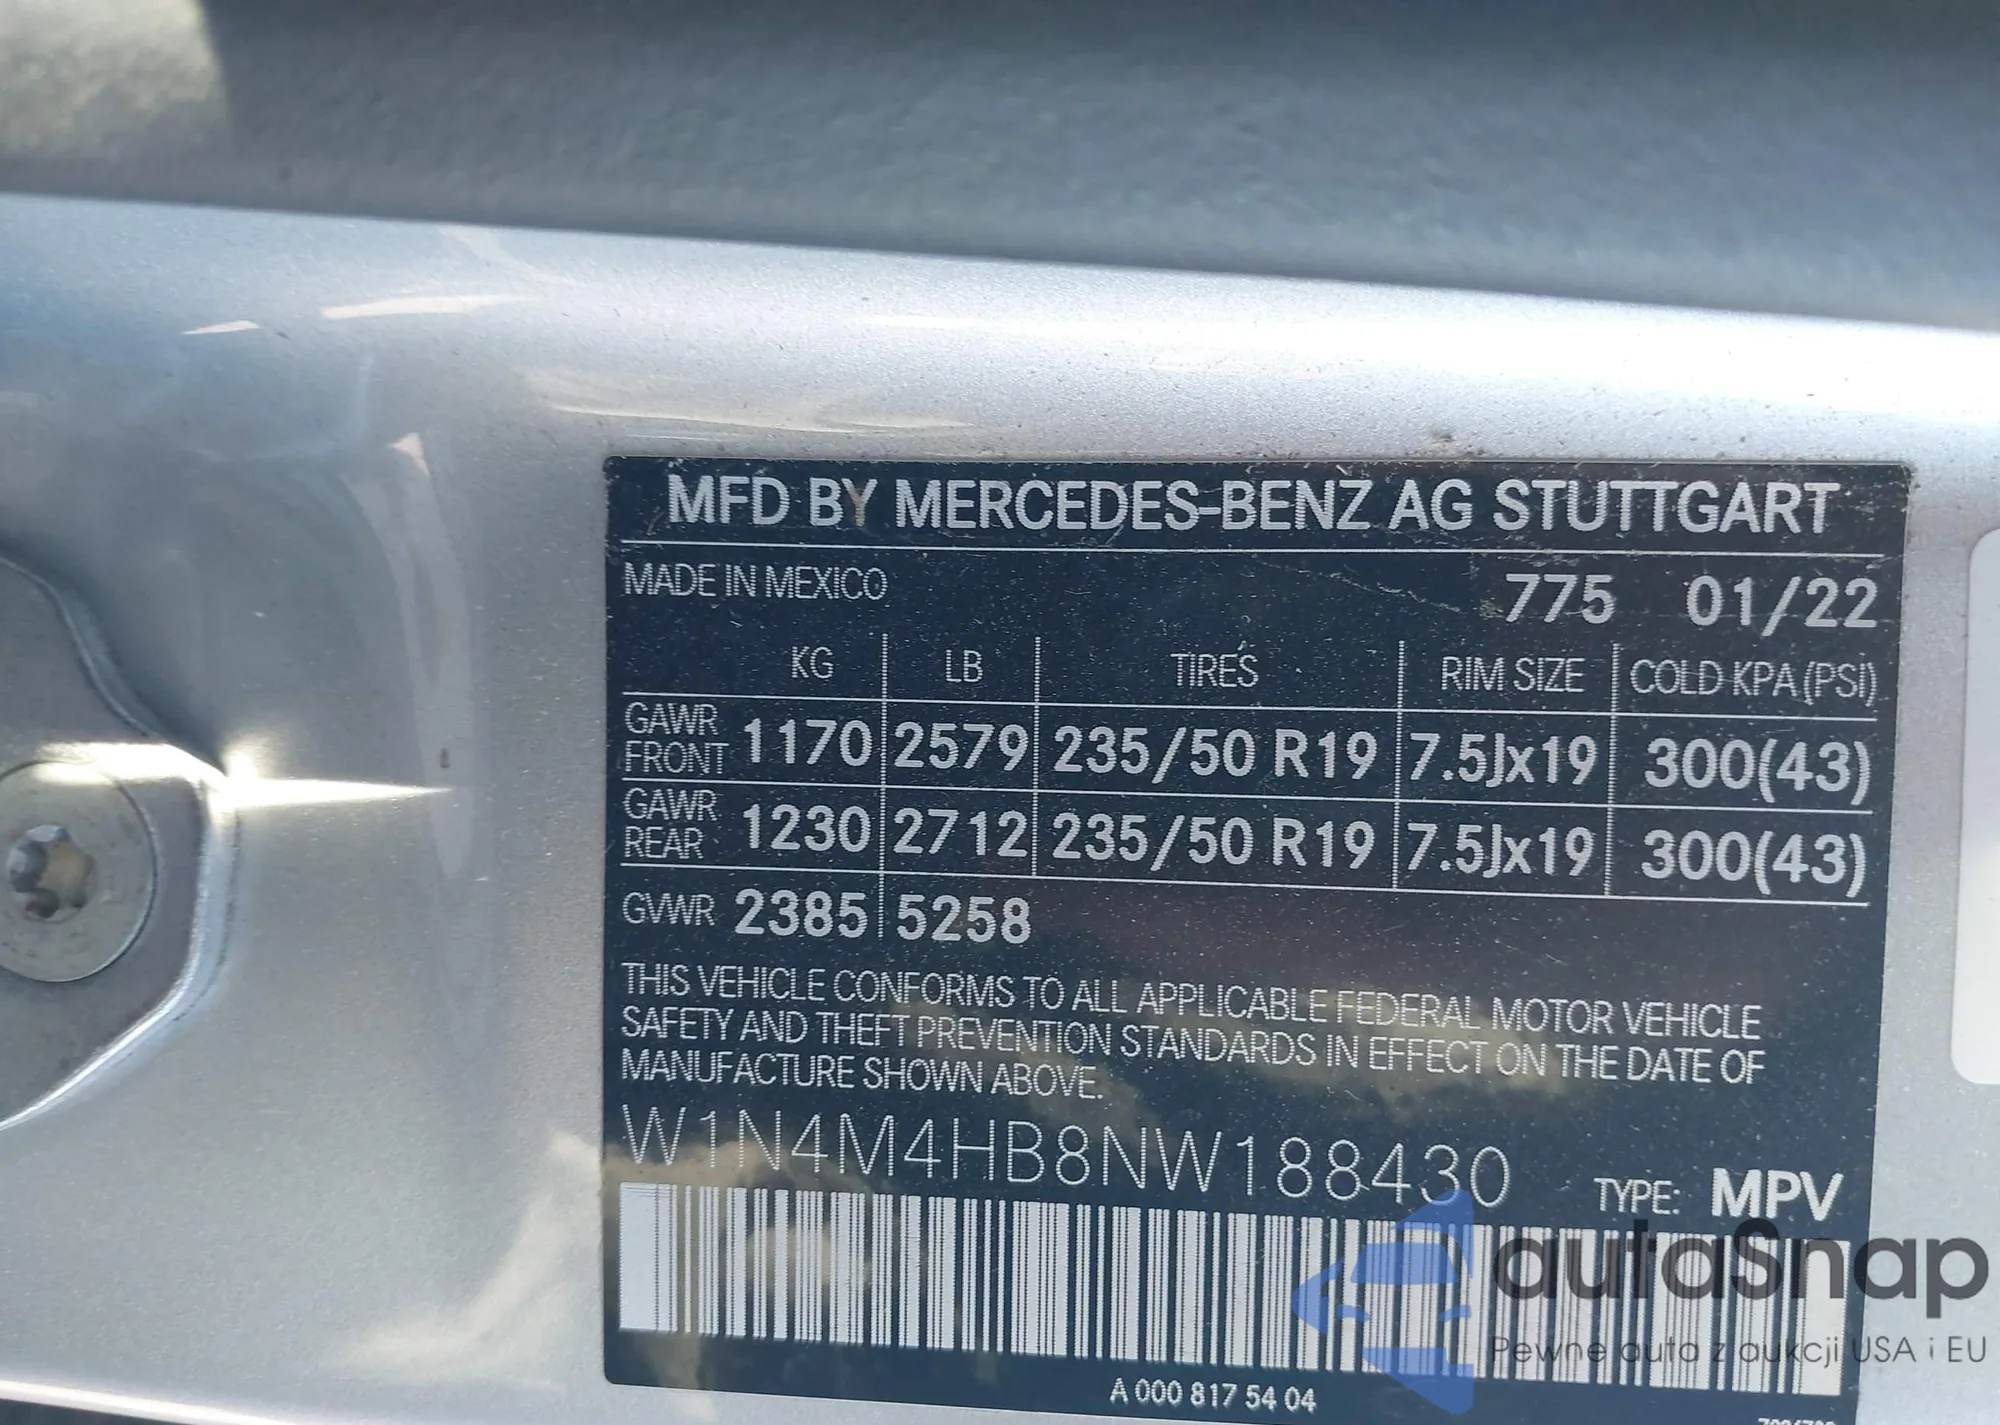 MFD BY MERCEDES-BENZ AG STUTTGART
MADE IN MEXICO 775 01/22
KG LB TIRES RIM SIZE COLD KPA (PSI)
GAWR FRONT 1170 2579 235/50 R19 7.5Jx19 300(43)
GAWR REAR 1230 2712 235/50 R19 7.5Jx19 300(43)
GVWR 2385 5258
THIS VEHICLE CONFORMS TO ALL APPLICABLE FEDERAL MOTOR VEHICLE
SAFETY AND THEFT PREVENTION STANDARDS IN EFFECT ON THE DATE OF
MANUFACTURE SHOWN ABOVE.
W1N4M4HB8NW188430 TYPE: MPV
autoSnap
Pewne auto z aukcji USA i EU
A 000 817 54 04